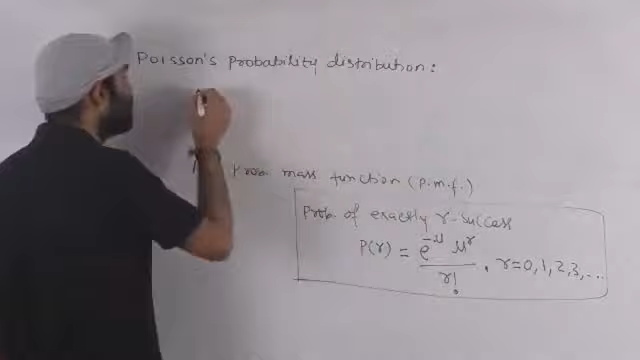 Poisson's probability distribution:
Prob. mass function (p.m.f.)
Prob. of exactly r-success
P(r) = e^-μ μ^r / r! , r=0,1,2,3,...